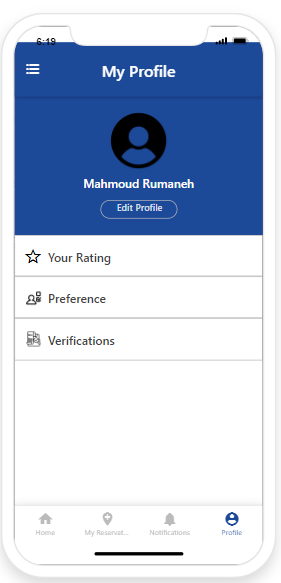 6:19
My Profile
Mahmoud Rumaneh
Edit Profile
Your Rating
Preference
Verifications
Home My Reservat... Notifications Profile